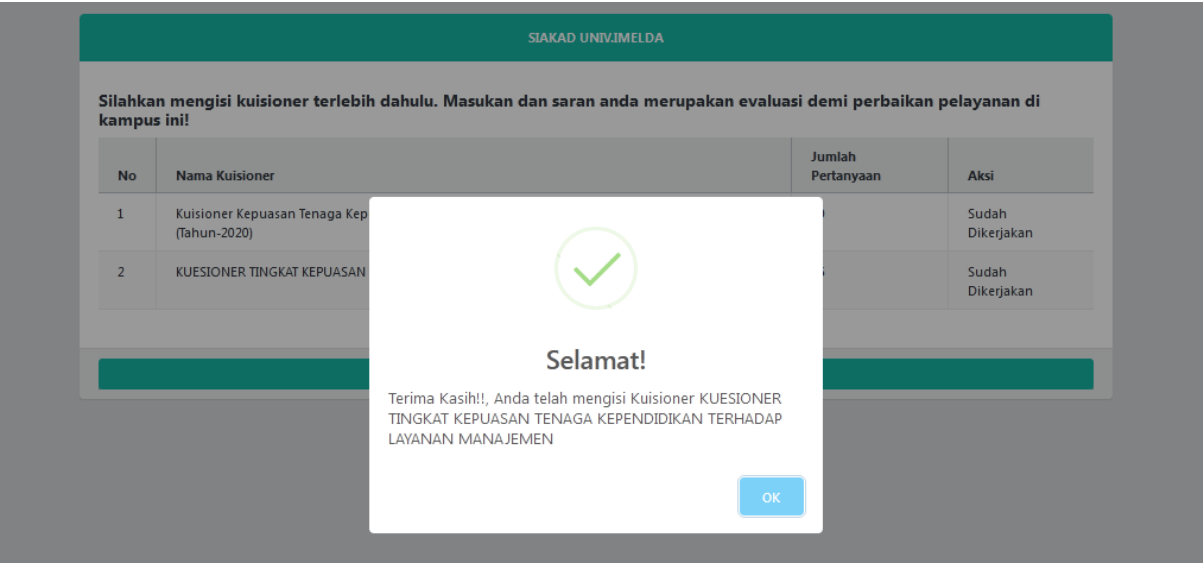 SIAKAD UNIV.IMELDA
Silahkan mengisi kuisioner terlebih dahulu. Masukan dan saran anda merupakan evaluasi demi perbaikan pelayanan di
kampus ini!
No Nama Kuisioner Jumlah Pertanyaan Aksi
1 Kuisioner Kepuasan Tenaga Sudah
(Tahun-2020) Dikerjakan
2 KUESIONER TINGKAT KEPUASAN Sudah
Dikerjakan
Selamat!
Terima Kasih!!, Anda telah mengisi Kuisioner KUESIONER
TINGKAT KEPUASAN TENAGA KEPENDIDIKAN TERHADAP
LAYANAN MANAJEMEN
OK